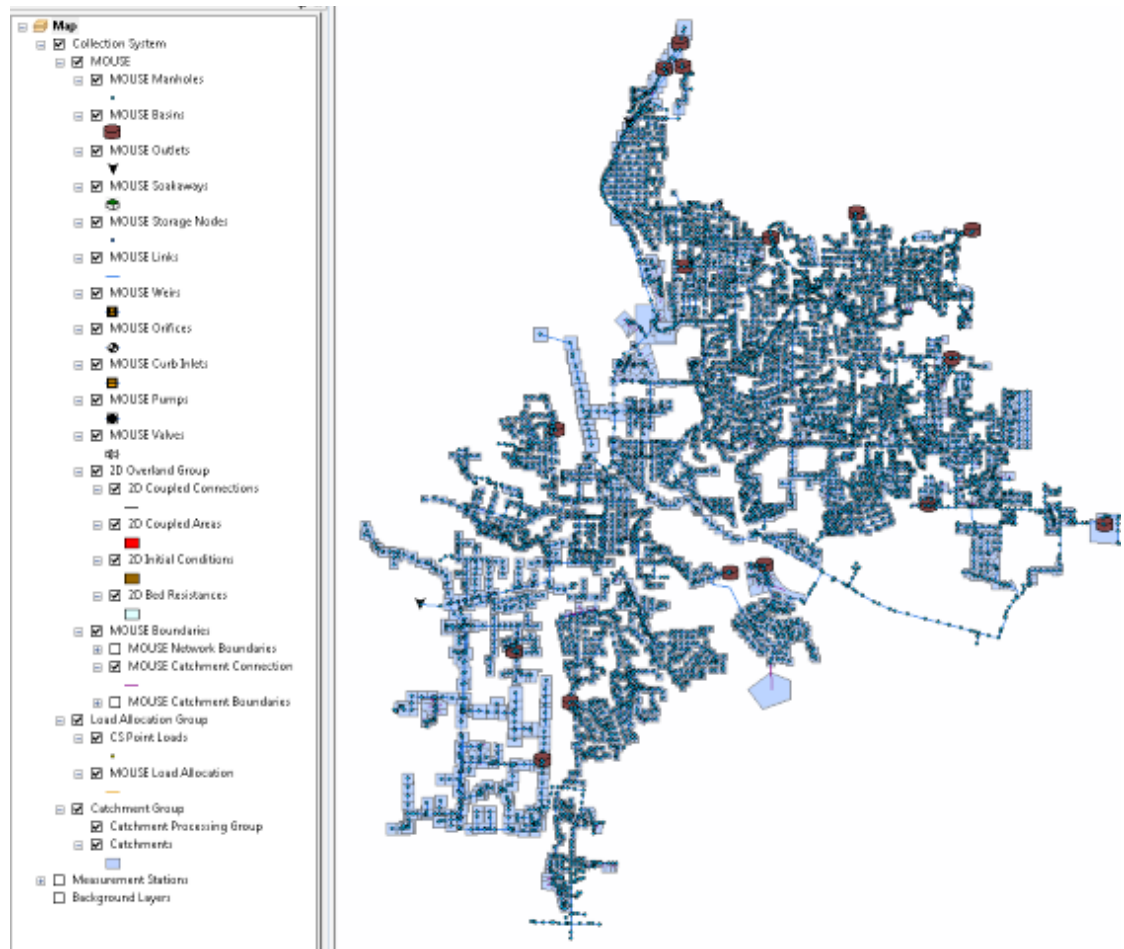 Map
Collection System
MOUSE
MOUSE Manholes
MOUSE Basins
MOUSE Outlets
MOUSE Soakaways
MOUSE Storage Nodes
MOUSE Links
MOUSE Weirs
MOUSE Orifices
MOUSE Curb Inlets
MOUSE Pumps
MOUSE Valves
2D Overland Group
2D Coupled Connections
2D Coupled Areas
2D Initial Conditions
2D Bed Resistances
MOUSE Boundaries
MOUSE Network Boundaries
MOUSE Catchment Connection
MOUSE Catchment Boundaries
Load Allocation Group
CS Point Loads
MOUSE Load Allocation
Catchment Group
Catchment Processing Group
Catchments
Measurement Stations
Background Layers